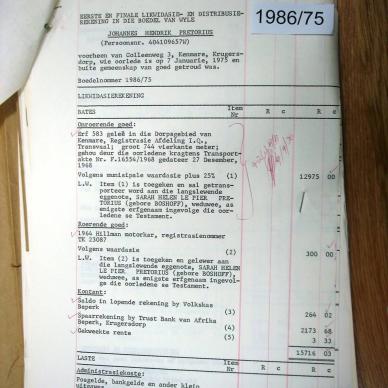 1986/75
EERSTE EN FINALE LIKWIDASIE- EN DISTRIBUSIE-
REKENING IN DIE BOEDEL VAN WYLE
JOHANNES HENDRIK PRETORIUS
(Persoonsnr. 404109657W)
voorheen van Colleenweg 3, Kenmare, Krugers-
dorp, wie oorlede is op 7 Januarie, 1975 en
buite gemeenskap van goed getroud was.
Boedelnommer 1986/75
LIKWIDASIEREKENING
BATES Item Nr R c R c
Onroerende goed:
Erf 583 geleë in die Dorpsgebied van
Kenmare, Registrasie Afdeling I.Q.,
Transvaal; groot 744 vierkante meter;
gehou deur die oorledene kragtens Transport-
akte Nr. F.16554/1968 gedateer 27 Desember,
1968
Volgens munisipale waardasie plus 25% (1) 12975 00
L.W. Item (1) is toegeken en sal getrans-
porteer word aan die langslewende
eggenote, SARAH HELEN LE PIER PRE-
TORIUS (gebore BOSHOFF), weduwee, as
enigste erfgenaam ingevolge die oor-
ledene se Testament.
Roerende goed:
1964 Hillman motorkar, registrasienommer
TK 23087
Volgens waardasie (2) 300 00
L.W. Item (2) is toegeken en gelewer aan
die langslewende eggenote, SARAH HELEN
LE PIER PRETORIUS (gebore BOSHOFF),
weduwee, as enigste erfgenaam ingevol-
ge die oorledene se Testament.
Kontant:
Saldo in lopende rekening by Volkskas
Beperk (3) 264 02
Spaarrekening by Trust Bank van Afrika
Beperk, Krugersdorp (4) 2173 68
Gekweekte rente (5) 3 33
15716 03
LASTE
Administrasiekoste:
Posgelde, bankgelde en ander klein